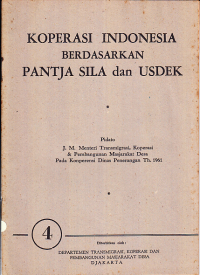 KOPERASI INDONESIA
BERDASARKAN
PANTJA SILA dan USDEK
Pidato
J. M. Menteri Transmigrasi, Koperasi
& Pembangunan Masjarakat Desa
Pada Konperensi Dinas Penerangan Th. 1961
4
Diterbitkan oleh:
DEPARTEMEN TRANSMIGRASI, KOPERASI DAN
PEMBANGUNAN MASJARAKAT DESA
DJAKARTA